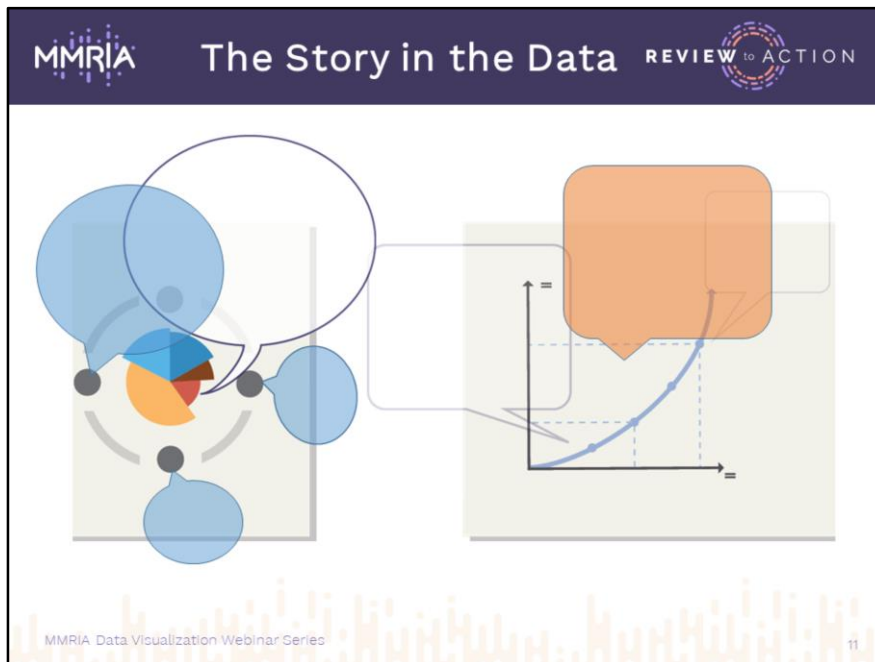 MMRIA
The Story in the Data
REVIEW to ACTION
=
=
MMRIA Data Visualization Webinar Series
11